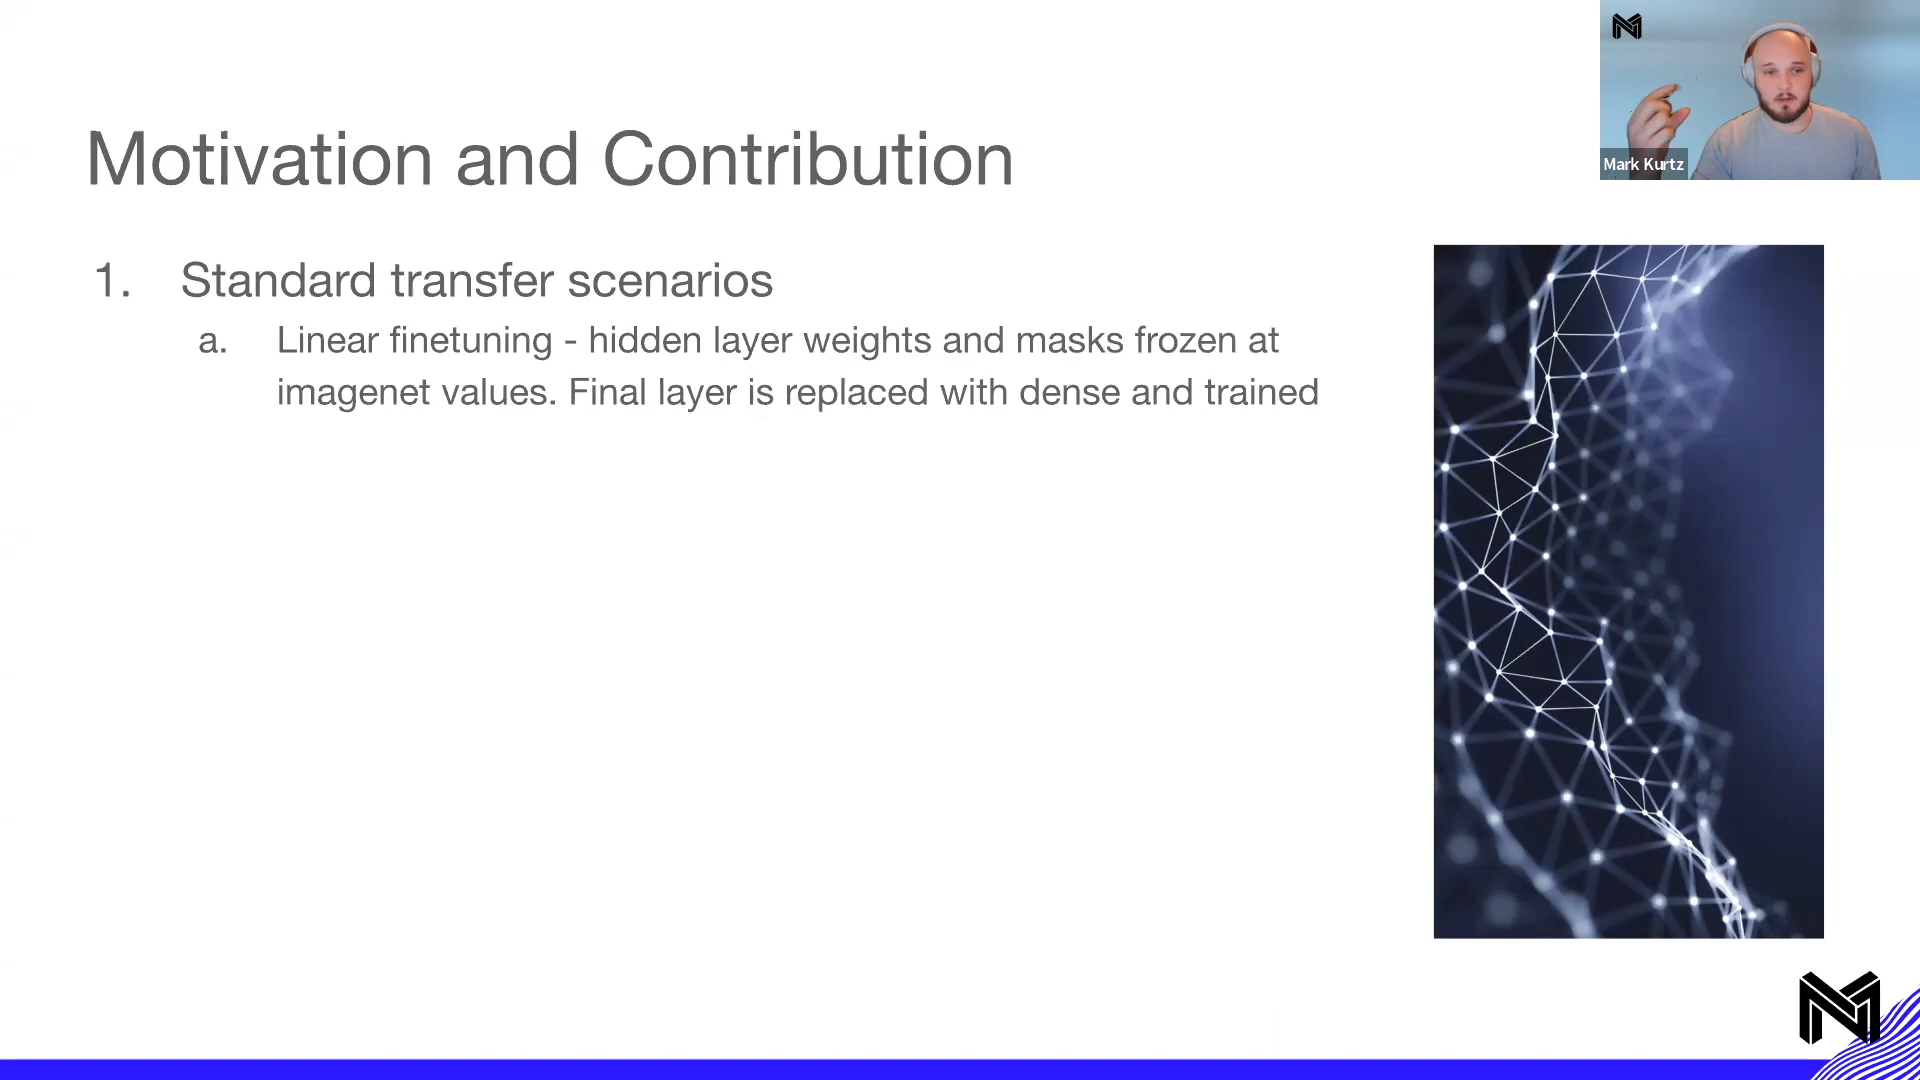 Motivation and Contribution
Mark Kurtz
1. Standard transfer scenarios
a. Linear finetuning - hidden layer weights and masks frozen at
imagenet values. Final layer is replaced with dense and trained